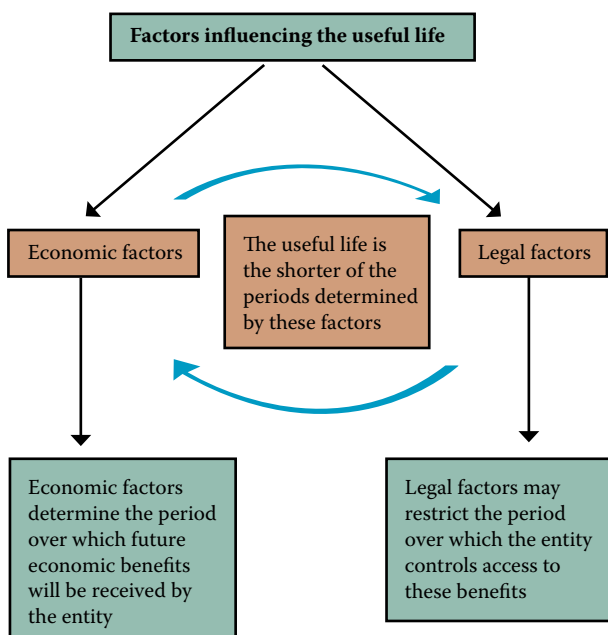 Factors influencing the useful life
Economic factors
The useful life is
the shorter of the
periods determined
by these factors
Legal factors
Economic factors
determine the period
over which future
economic benefits
will be received by
the entity
Legal factors may
restrict the period
over which the entity
controls access to
these benefits